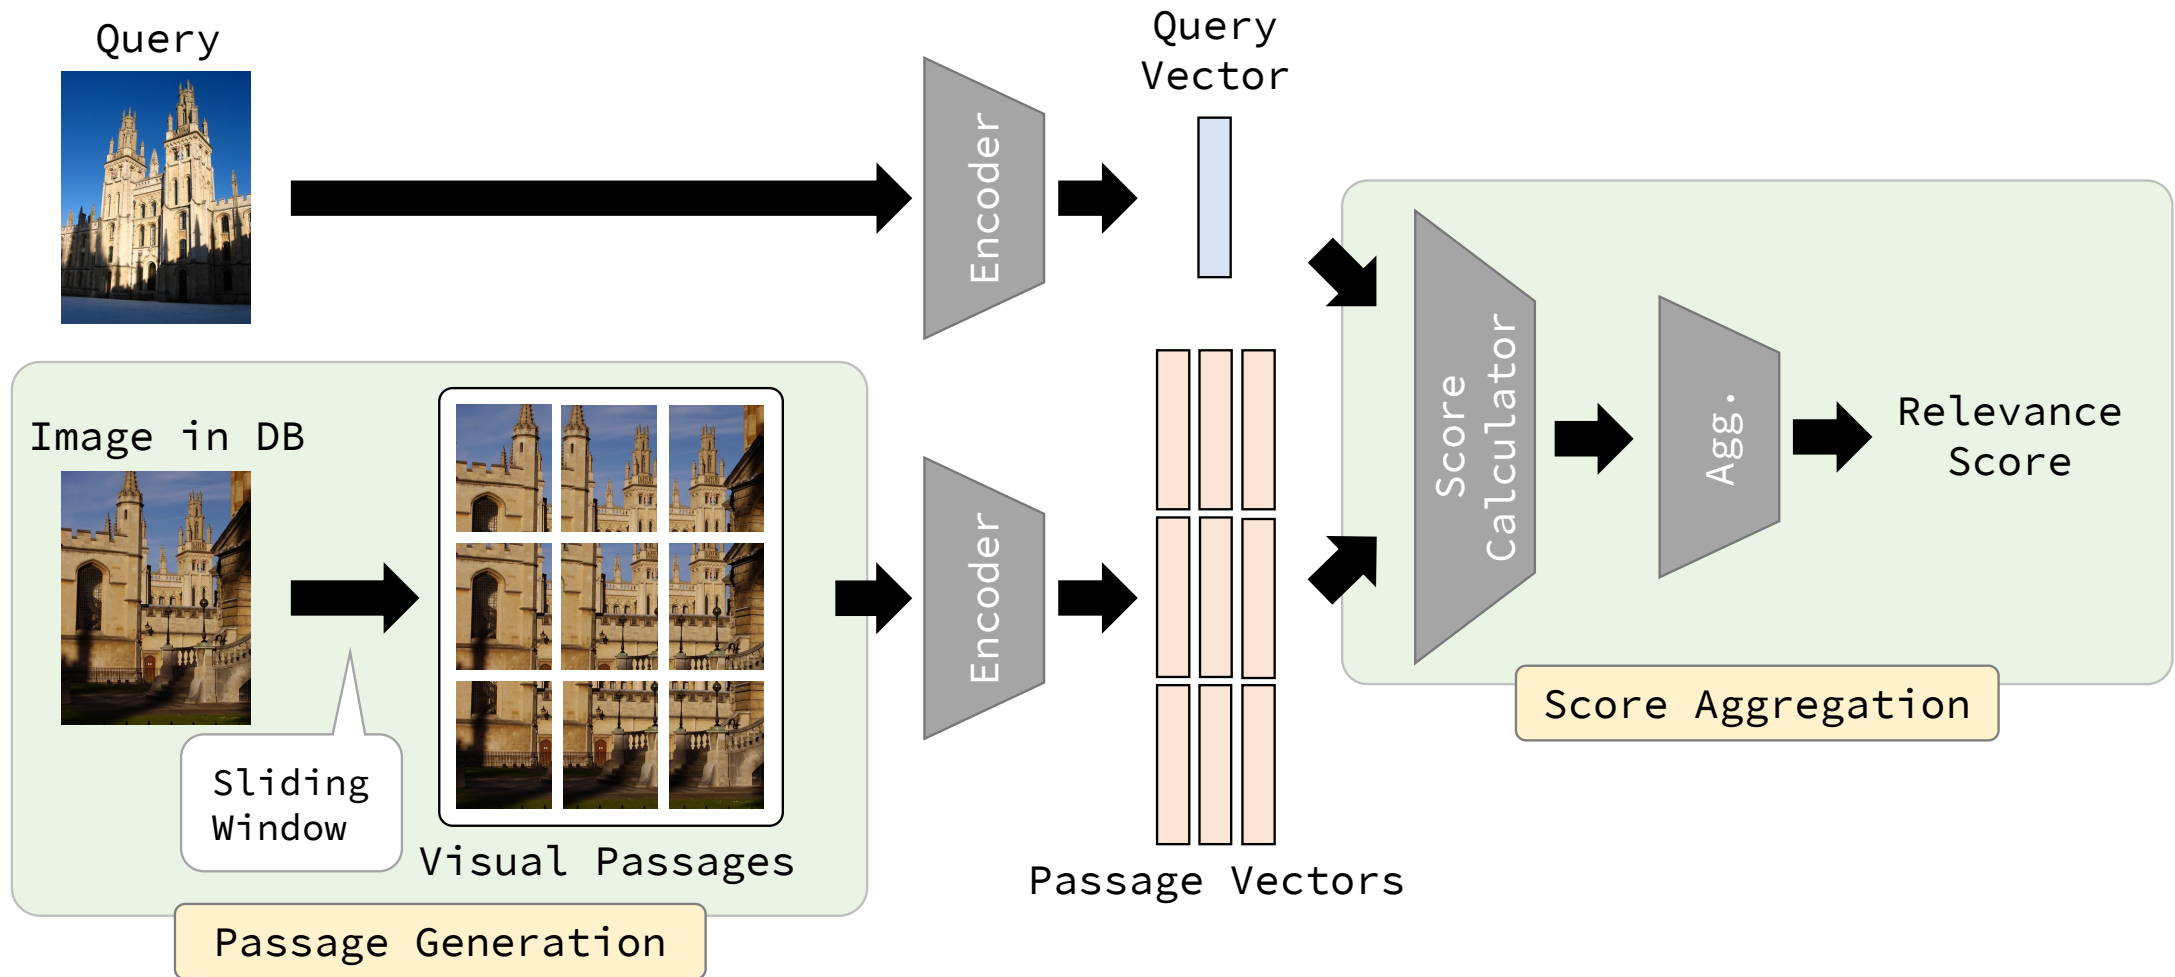 Query
Encoder
Query
Vector
Image in DB
Sliding
Window
Visual Passages
Passage Generation
Encoder
Passage Vectors
Score
Calculator
Agg.
Relevance
Score
Score Aggregation